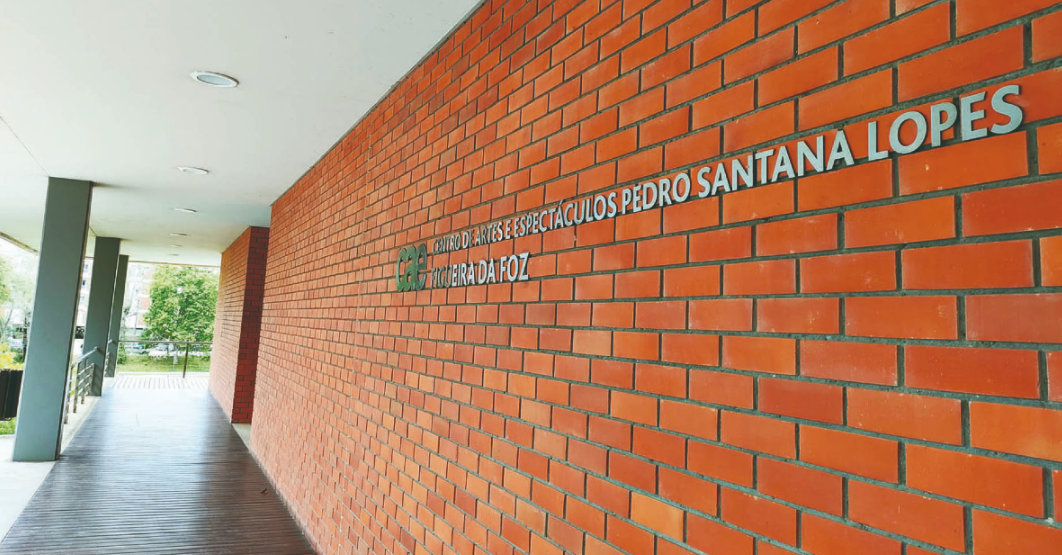 cae CENTRO DE ARTES E ESPECTÁCULOS PEDRO SANTANA LOPES
FIGUEIRA DA FOZ